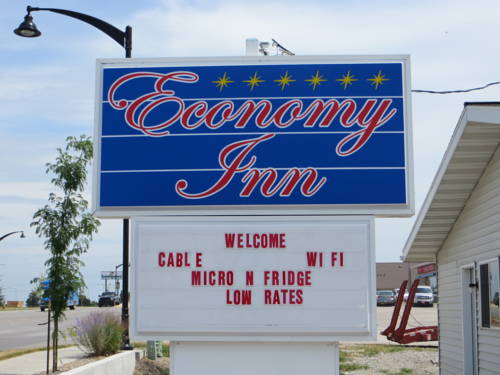 Economy
Inn
WELCOME
CABLE WI FI
MICRO N FRIDGE
LOW RATES